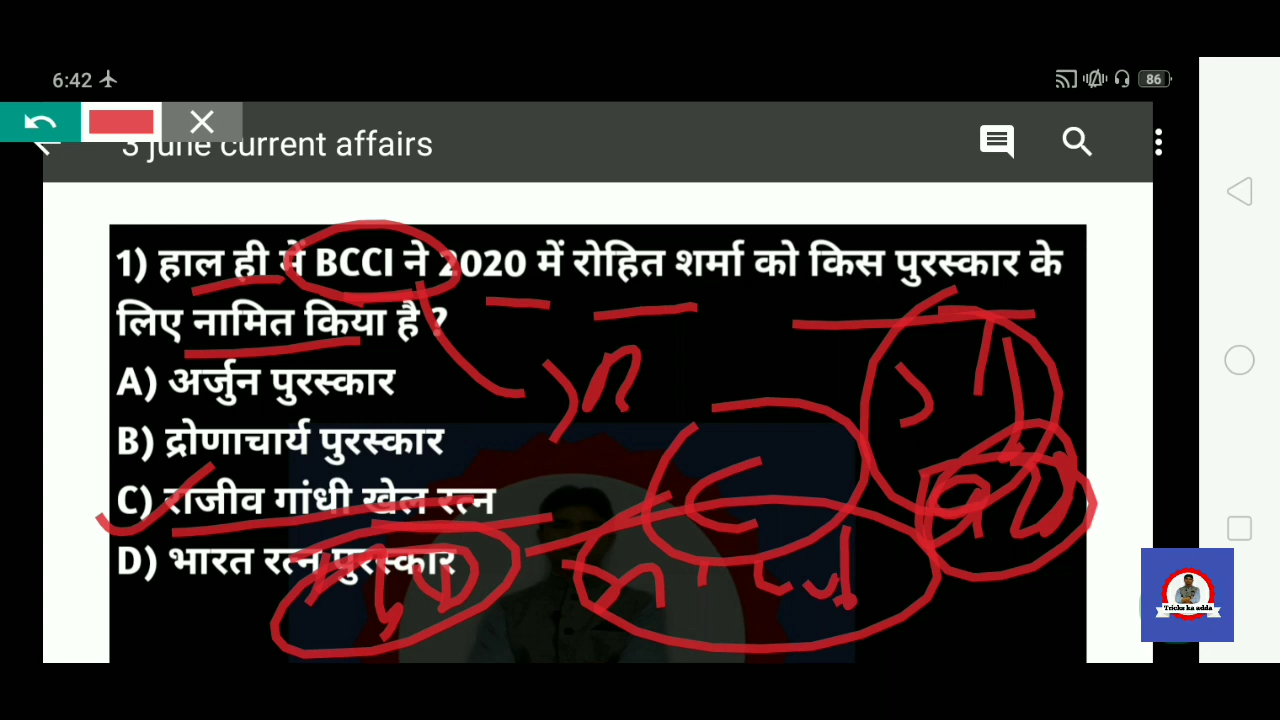 6:42
86
3 june current affairs
1) हाल ही में BCCI ने 2020 में रोहित शर्मा को किस पुरस्कार के
लिए नामित किया है ?
A) अर्जुन पुरस्कार
B) द्रोणाचार्य पुरस्कार
C) राजीव गांधी खेल रत्न
D) भारत रत्न पुरस्कार
Tricks ka adda